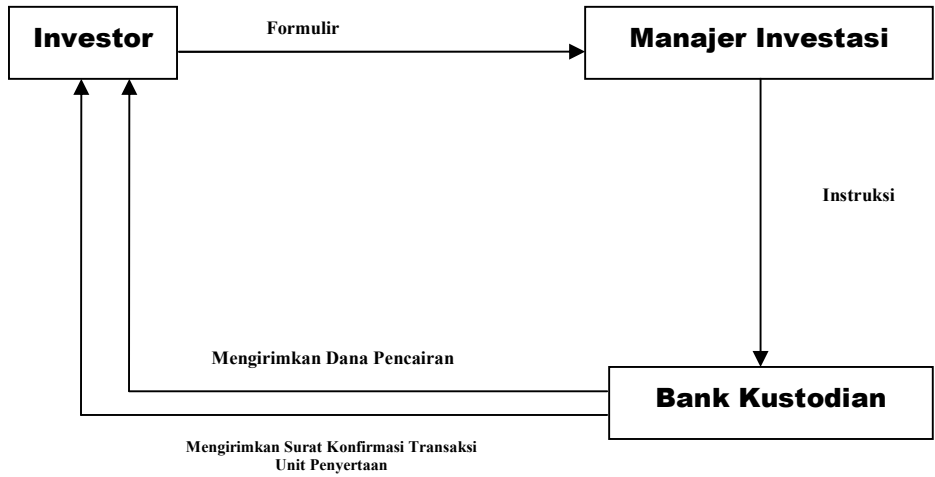 Investor
Formulir
Manajer Investasi
Instruksi
Mengirimkan Dana Pencairan
Bank Kustodian
Mengirimkan Surat Konfirmasi Transaksi
Unit Penyertaan